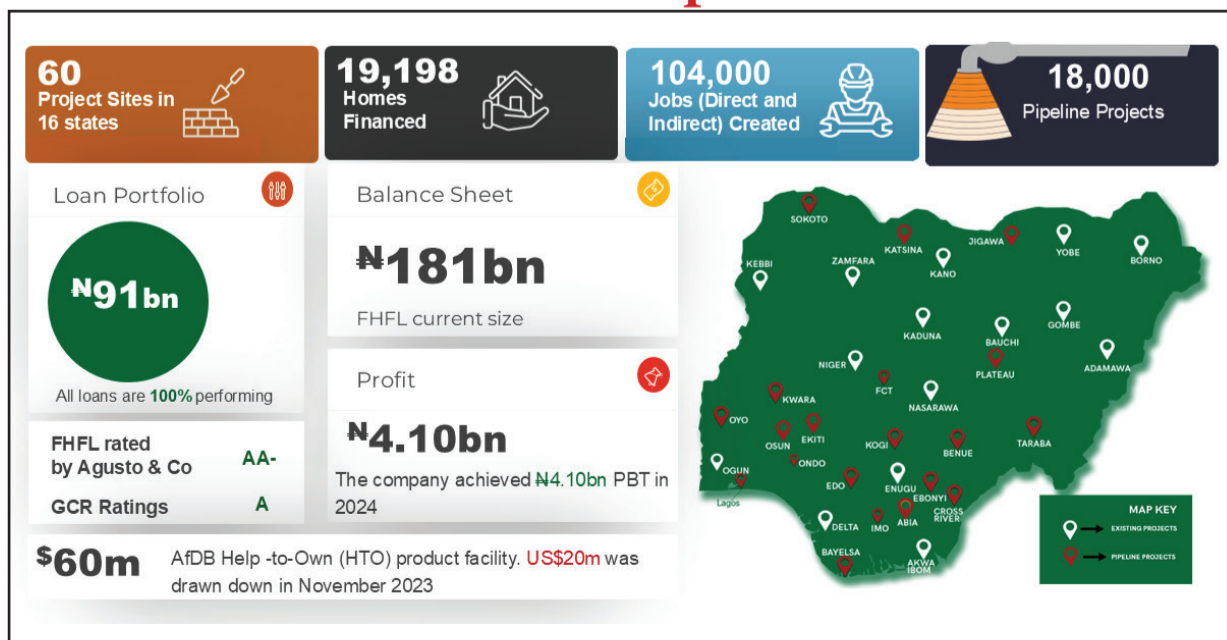 60
Project Sites in
16 states
19,198
Homes
Financed
104,000
Jobs (Direct and
Indirect) Created
18,000
Pipeline Projects
Loan Portfolio
₦91bn
All loans are 100% performing
Balance Sheet
₦181bn
FHFL current size
Profit
₦4.10bn
The company achieved ₦4.10bn PBT in
2024
FHFL rated
by Agusto & Co
AA-
GCR Ratings
A
$60m
AfDB Help -to-Own (HTO) product facility. US$20m was
drawn down in November 2023
SOKOTO
KATSINA
JIGAWA
YOBE
BORNO
KEBBI
ZAMFARA
KANO
KADUNA
BAUCHI
GOMBE
ADAMAWA
NIGER
FCT
PLATEAU
NASARAWA
KWARA
OYO
OSUN
EKITI
KOGI
BENUE
TARABA
ONDO
OGUN
Lagos
EDO
ENUGU
EBONYI
CROSS
RIVER
DELTA
IMO
ABIA
BAYELSA
AKWA
IBOM
MAP KEY
EXISTING PROJECTS
PIPELINE PROJECTS